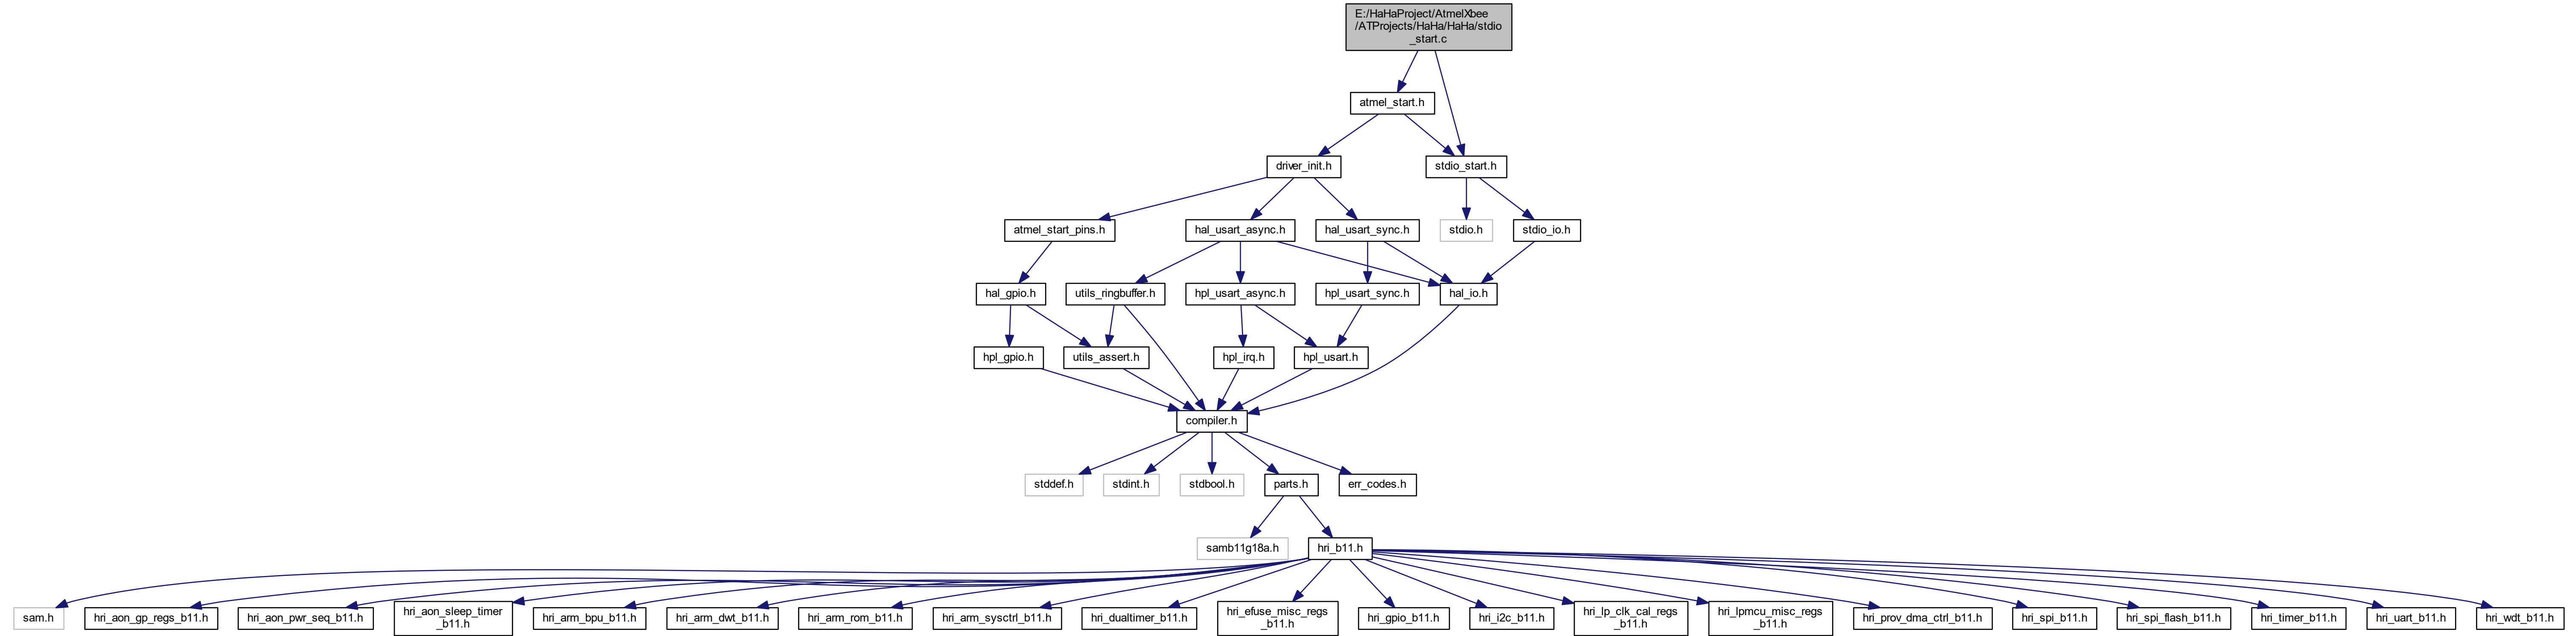 E:/HaHaProject/AtmelXbee
/ATProjects/HaHa/HaHa/stdio
_start.c
atmel_start.h
driver_init.h
stdio_start.h
atmel_start_pins.h
hal_usart_async.h
hal_usart_sync.h
stdio.h
stdio_io.h
hal_gpio.h
utils_ringbuffer.h
hpl_usart_async.h
hpl_usart_sync.h
hal_io.h
hpl_gpio.h
utils_assert.h
hpl_irq.h
hpl_usart.h
compiler.h
stddef.h
stdint.h
stdbool.h
parts.h
err_codes.h
samb11g18a.h
hri_b11.h
sam.h
hri_aon_gp_regs_b11.h
hri_aon_pwr_seq_b11.h
hri_aon_sleep_timer
_b11.h
hri_arm_bpu_b11.h
hri_arm_dwt_b11.h
hri_arm_rom_b11.h
hri_arm_sysctrl_b11.h
hri_dualtimer_b11.h
hri_efuse_misc_regs
_b11.h
hri_gpio_b11.h
hri_i2c_b11.h
hri_lp_clk_cal_regs
_b11.h
hri_lpmcu_misc_regs
_b11.h
hri_prov_dma_ctrl_b11.h
hri_spi_b11.h
hri_spi_flash_b11.h
hri_timer_b11.h
hri_uart_b11.h
hri_wdt_b11.h